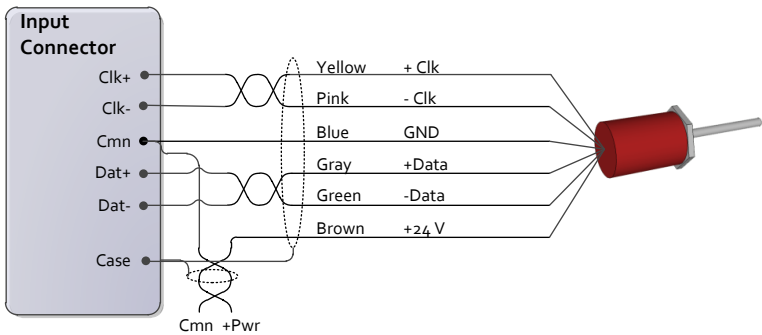 Input
Connector
Clk+ Yellow + Clk
Clk- Pink - Clk
Cmn Blue GND
Dat+ Gray +Data
Dat- Green -Data
Brown +24 V
Case
Cmn +Pwr